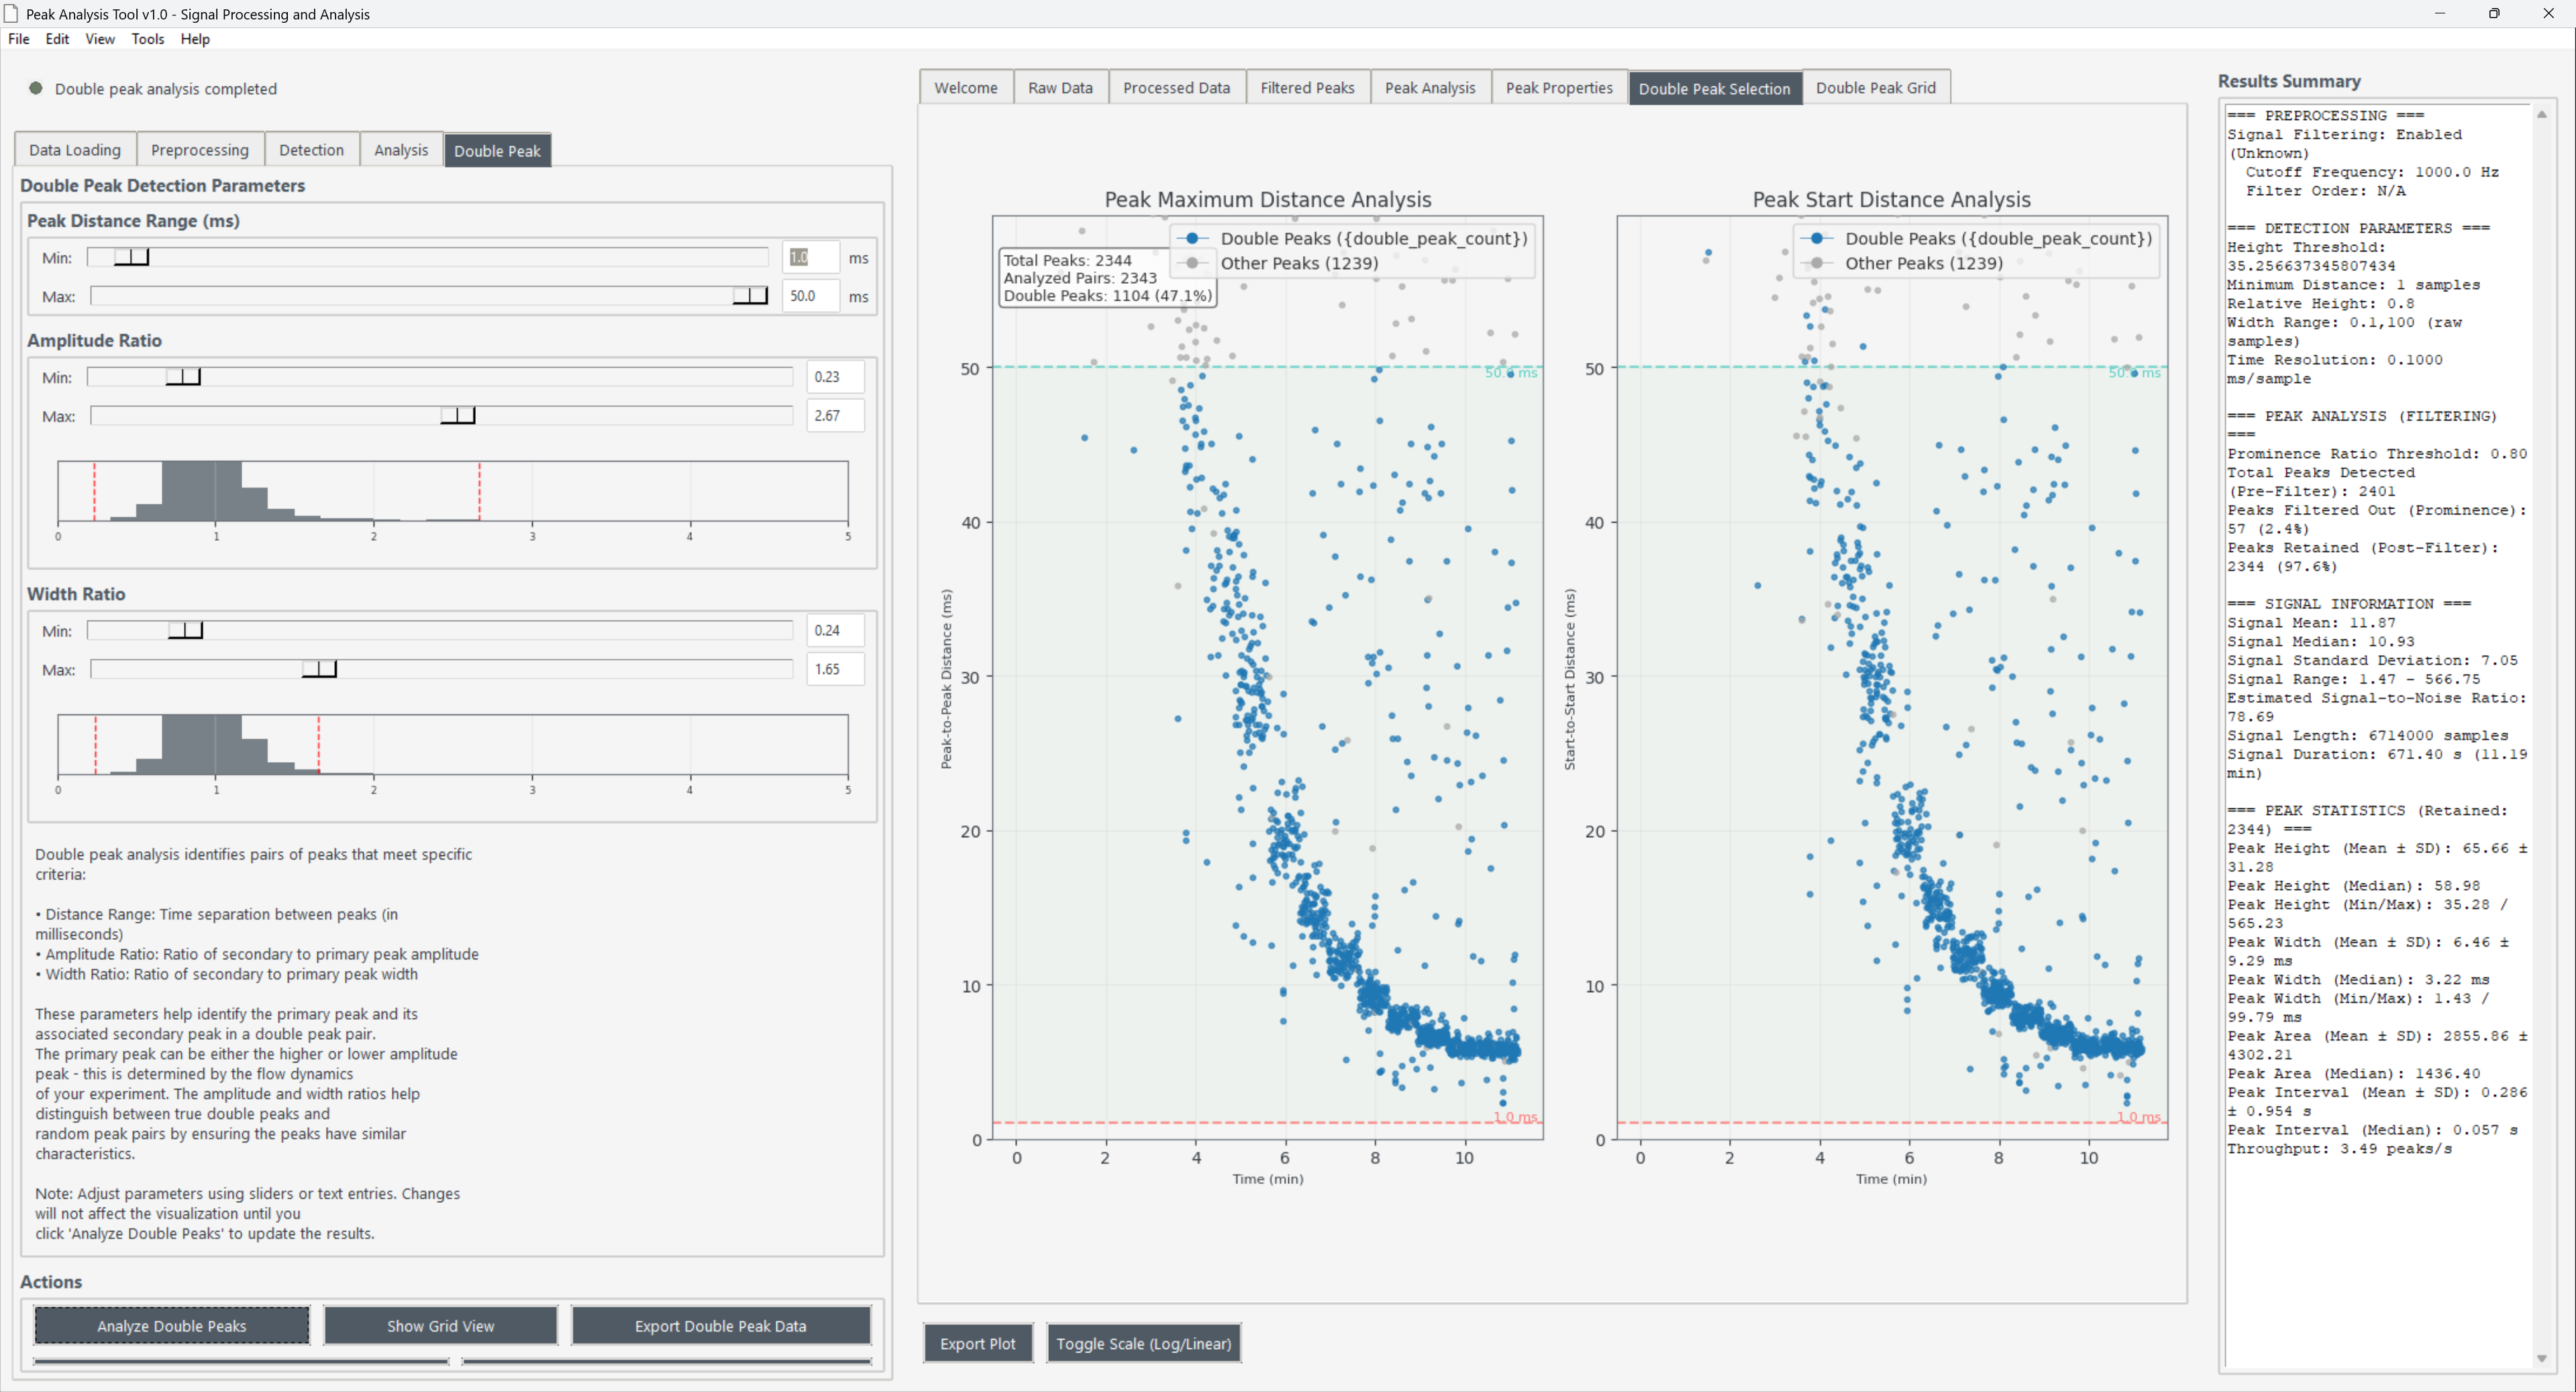 Peak Analysis Tool v1.0 - Signal Processing and Analysis
File Edit View Tools Help
Double peak analysis completed
Data Loading Preprocessing Detection Analysis Double Peak
Double Peak Detection Parameters
Peak Distance Range (ms)
Min: 1.0 ms
Max: 50.0 ms
Amplitude Ratio
Min: 0.23
Max: 2.67
0 1 2 3 4 5
Width Ratio
Min: 0.24
Max: 1.65
0 1 2 3 4 5
Double peak analysis identifies pairs of peaks that meet specific
criteria:
• Distance Range: Time separation between peaks (in
milliseconds)
• Amplitude Ratio: Ratio of secondary to primary peak amplitude
• Width Ratio: Ratio of secondary to primary peak width
These parameters help identify the primary peak and its
associated secondary peak in a double peak pair.
The primary peak can be either the higher or lower amplitude
peak - this is determined by the flow dynamics
of your experiment. The amplitude and width ratios help
distinguish between true double peaks and
random peak pairs by ensuring the peaks have similar
characteristics.
Note: Adjust parameters using sliders or text entries. Changes
will not affect the visualization until you
click 'Analyze Double Peaks' to update the results.
Actions
Analyze Double Peaks Show Grid View Export Double Peak Data
Welcome Raw Data Processed Data Filtered Peaks Peak Analysis Peak Properties Double Peak Selection Double Peak Grid
Peak Maximum Distance Analysis
Double Peaks ({double_peak_count})
Other Peaks (1239)
Total Peaks: 2344
Analyzed Pairs: 2343
Double Peaks: 1104 (47.1%)
50.0 ms
1.0 ms
Peak-to-Peak Distance (ms)
50
40
30
20
10
0
0 2 4 6 8 10
Time (min)
Peak Start Distance Analysis
Double Peaks ({double_peak_count})
Other Peaks (1239)
50.0 ms
1.0 ms
Start-to-Start Distance (ms)
50
40
30
20
10
0
0 2 4 6 8 10
Time (min)
Export Plot Toggle Scale (Log/Linear)
Results Summary
=== PREPROCESSING ===
Signal Filtering: Enabled
(Unknown)
Cutoff Frequency: 1000.0 Hz
Filter Order: N/A
=== DETECTION PARAMETERS ===
Height Threshold:
35.256637345807434
Minimum Distance: 1 samples
Relative Height: 0.8
Width Range: 0.1,100 (raw
samples)
Time Resolution: 0.1000
ms/sample
=== PEAK ANALYSIS (FILTERING)
===
Prominence Ratio Threshold: 0.80
Total Peaks Detected
(Pre-Filter): 2401
Peaks Filtered Out (Prominence):
57 (2.4%)
Peaks Retained (Post-Filter):
2344 (97.6%)
=== SIGNAL INFORMATION ===
Signal Mean: 11.87
Signal Median: 10.93
Signal Standard Deviation: 7.05
Signal Range: 1.47 - 566.75
Estimated Signal-to-Noise Ratio:
78.69
Signal Length: 6714000 samples
Signal Duration: 671.40 s (11.19
min)
=== PEAK STATISTICS (Retained:
2344) ===
Peak Height (Mean ± SD): 65.66 ±
31.28
Peak Height (Median): 58.98
Peak Height (Min/Max): 35.28 /
565.23
Peak Width (Mean ± SD): 6.46 ±
9.29 ms
Peak Width (Median): 3.22 ms
Peak Width (Min/Max): 1.43 /
99.79 ms
Peak Area (Mean ± SD): 2855.86 ±
4302.21
Peak Area (Median): 1436.40
Peak Interval (Mean ± SD): 0.286
± 0.954 s
Peak Interval (Median): 0.057 s
Throughput: 3.49 peaks/s